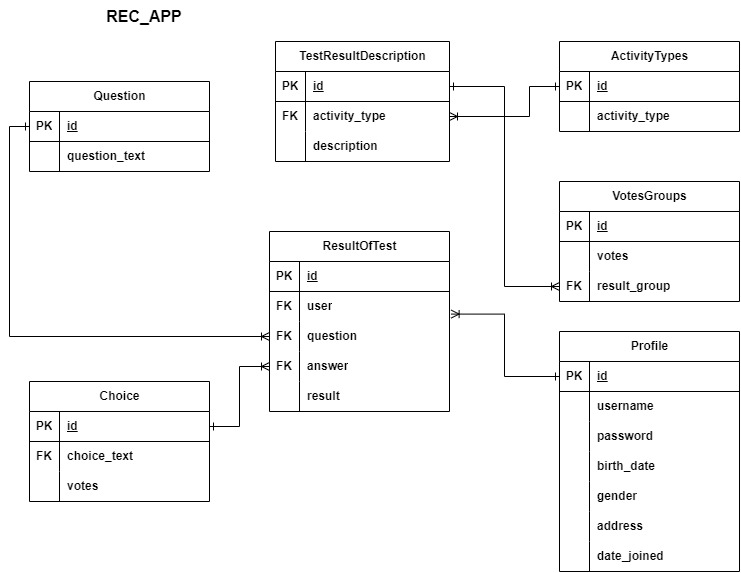 REC_APP
Question
PK id
question_text
TestResultDescription
PK id
FK activity_type
description
ActivityTypes
PK id
activity_type
VotesGroups
PK id
votes
FK result_group
ResultOfTest
PK id
FK user
FK question
FK answer
result
Profile
PK id
username
password
birth_date
gender
address
date_joined
Choice
PK id
FK choice_text
votes